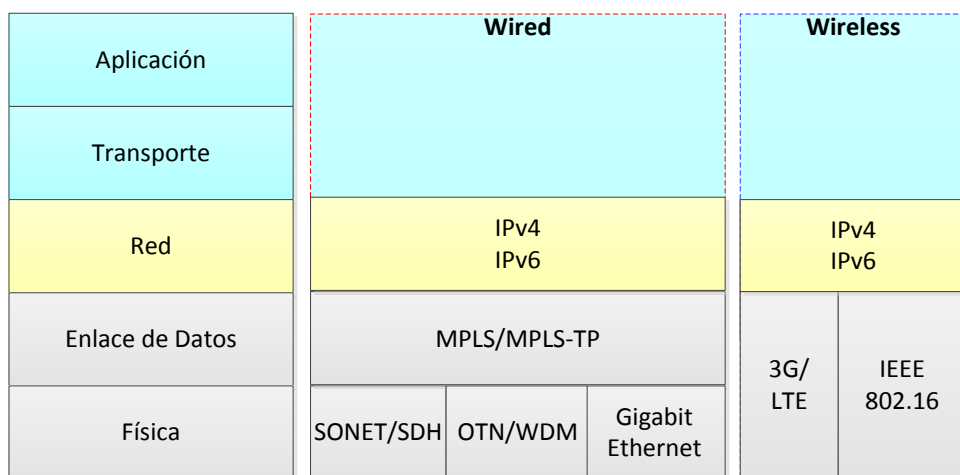 Wired
Wireless
Aplicación
Transporte
Red
IPv4
IPv6
IPv4
IPv6
Enlace de Datos
MPLS/MPLS-TP
3G/
LTE
IEEE
802.16
Física
SONET/SDH
OTN/WDM
Gigabit
Ethernet